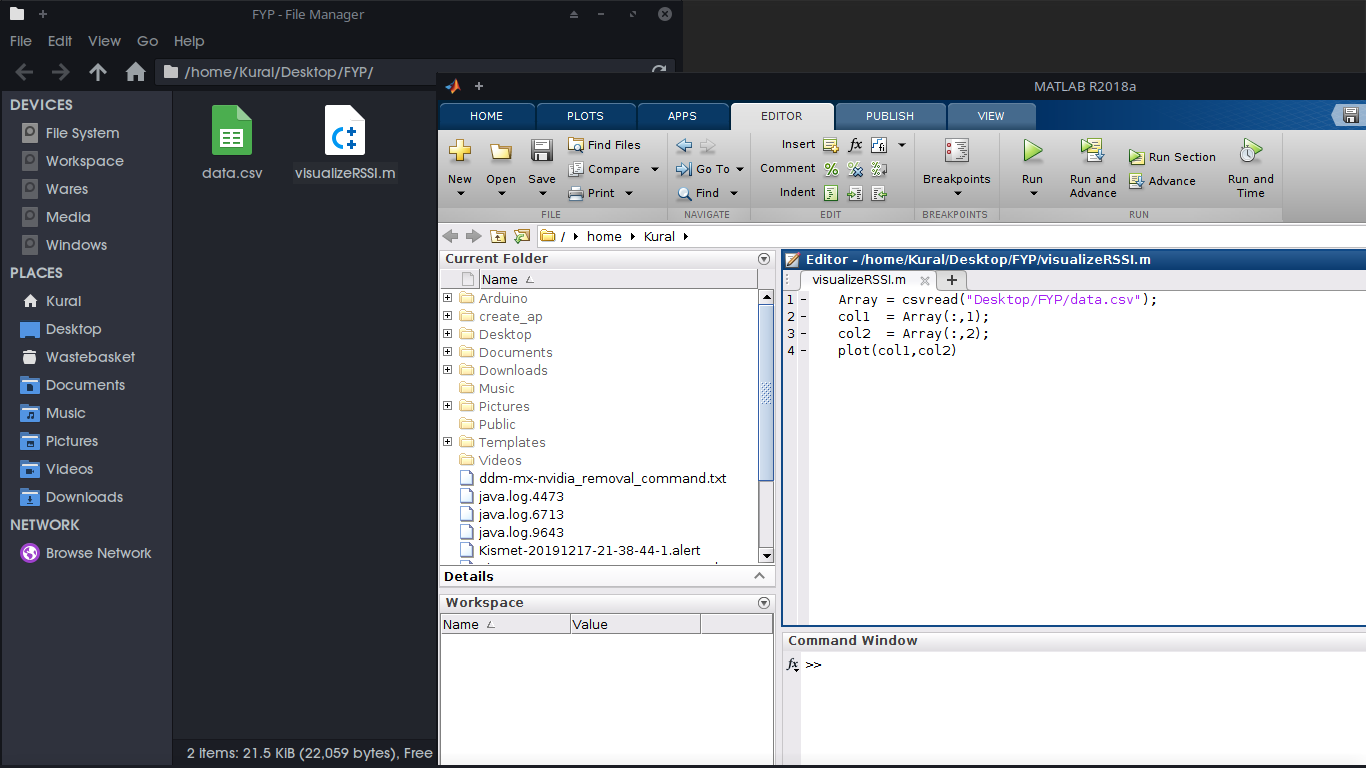 FYP - File Manager
File Edit View Go Help
/home/Kural/Desktop/FYP/
DEVICES
File System
Workspace
Wares
Media
Windows
PLACES
Kural
Desktop
Wastebasket
Documents
Music
Pictures
Videos
Downloads
NETWORK
Browse Network
data.csv
visualizeRSSI.m
2 items: 21.5 KiB (22,059 bytes), Free
MATLAB R2018a
HOME PLOTS APPS EDITOR PUBLISH VIEW
New Open Save
Find Files
Compare
Print
FILE
Go To
Find
NAVIGATE
Insert fx
Comment
Indent
EDIT
Breakpoints
BREAKPOINTS
Run
Run and
Advance
Run Section
Advance
Run and
Time
RUN
/ home Kural
Current Folder
Name
Arduino
create_ap
Desktop
Documents
Downloads
Music
Pictures
Public
Templates
Videos
ddm-mx-nvidia_removal_command.txt
java.log.4473
java.log.6713
java.log.9643
Kismet-20191217-21-38-44-1.alert
Details
Workspace
Name Value
Editor - /home/Kural/Desktop/FYP/visualizeRSSI.m
visualizeRSSI.m
1 - Array = csvread("Desktop/FYP/data.csv");
2 - col1 = Array(:,1);
3 - col2 = Array(:,2);
4 - plot(col1,col2)
Command Window
fx >>